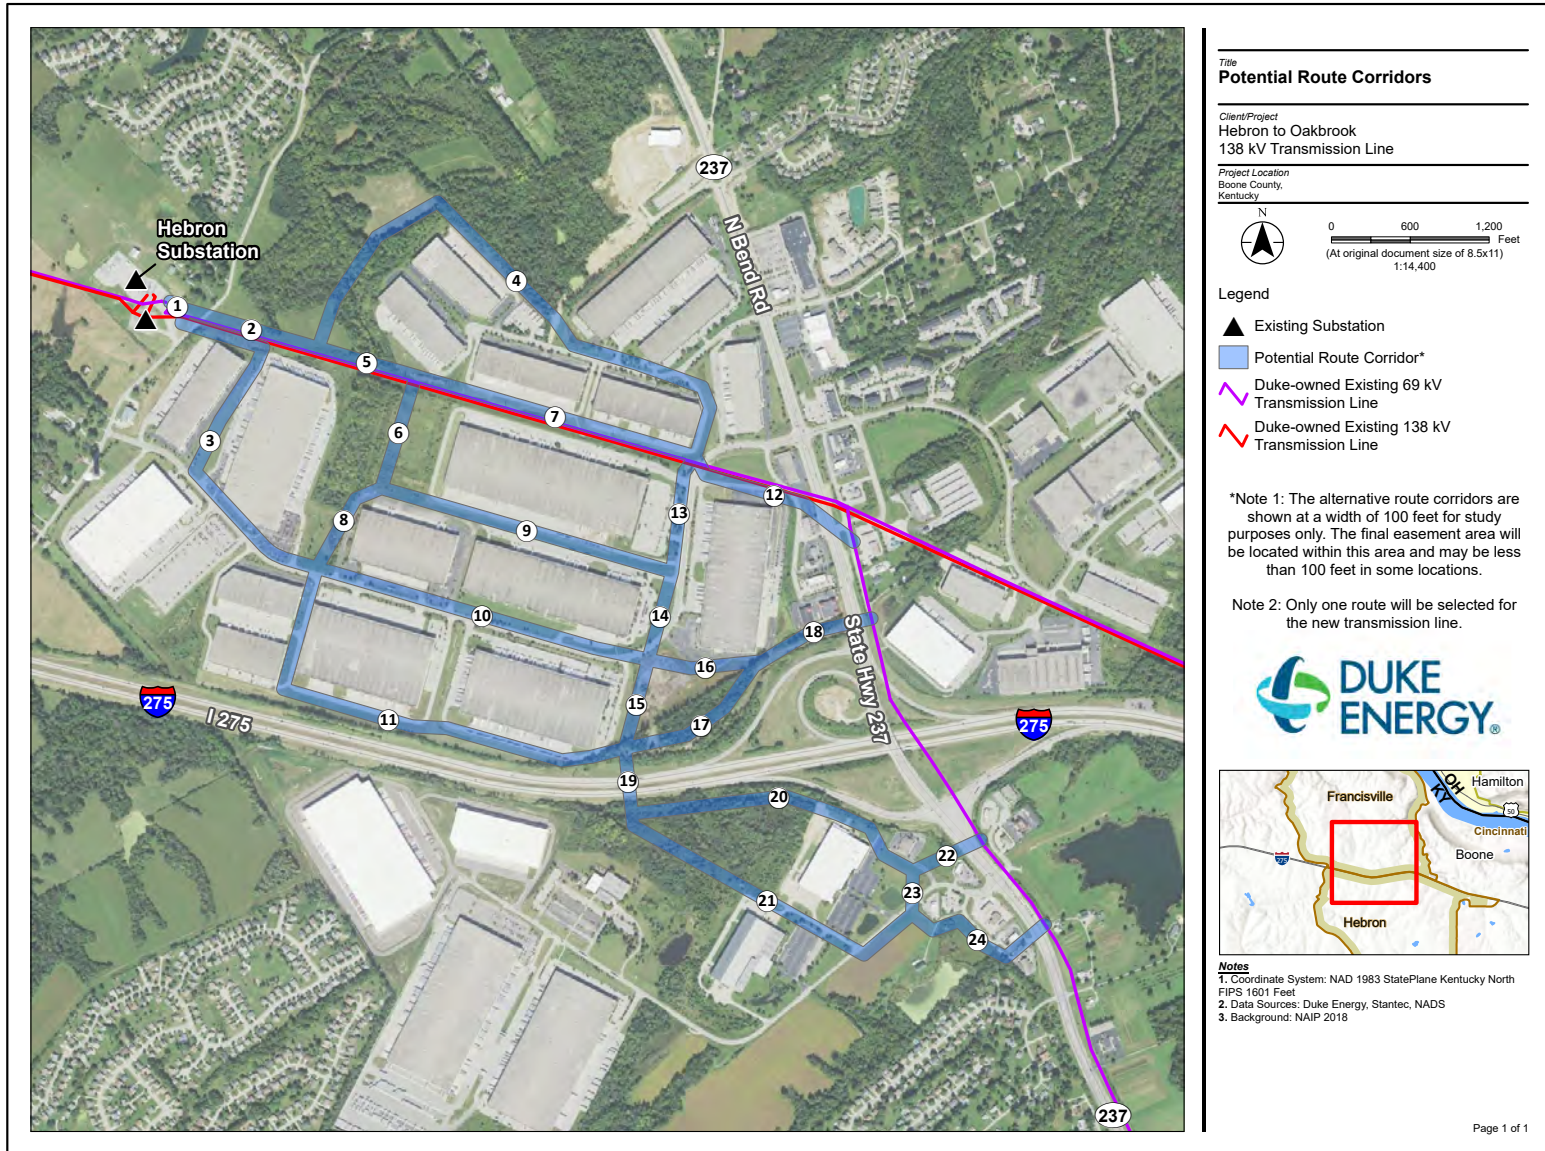 Hebron
Substation
237
N Bend Rd
1
2
3
4
5
6
7
8
9
10
11
12
13
14
15
16
17
18
19
20
21
22
23
24
State Hwy 237
275
I 275
275
237
Title
Potential Route Corridors
Client/Project
Hebron to Oakbrook
138 kV Transmission Line
Project Location
Boone County,
Kentucky
N
0 600 1,200
Feet
(At original document size of 8.5x11)
1:14,400
Legend
Existing Substation
Potential Route Corridor*
Duke-owned Existing 69 kV
Transmission Line
Duke-owned Existing 138 kV
Transmission Line
*Note 1: The alternative route corridors are
shown at a width of 100 feet for study
purposes only. The final easement area will
be located within this area and may be less
than 100 feet in some locations.
Note 2: Only one route will be selected for
the new transmission line.
DUKE
ENERGY®
OH
KY
Hamilton
50
Francisville
Cincinnati
275
Boone
Hebron
Notes
1. Coordinate System: NAD 1983 StatePlane Kentucky North
FIPS 1601 Feet
2. Data Sources: Duke Energy, Stantec, NADS
3. Background: NAIP 2018
Page 1 of 1